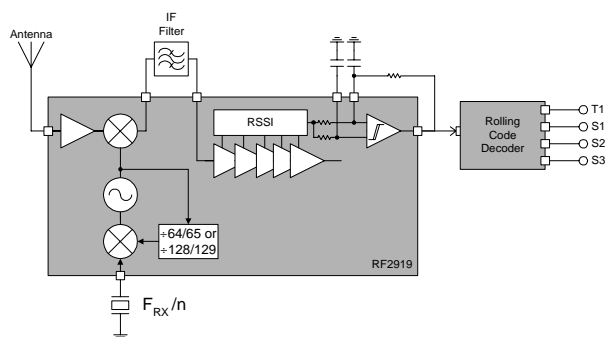 IF
Filter
Antenna
RSSI
Rolling
Code
Decoder
T1
S1
S2
S3
÷64/65 or
÷128/129
RF2919
F_RX/n